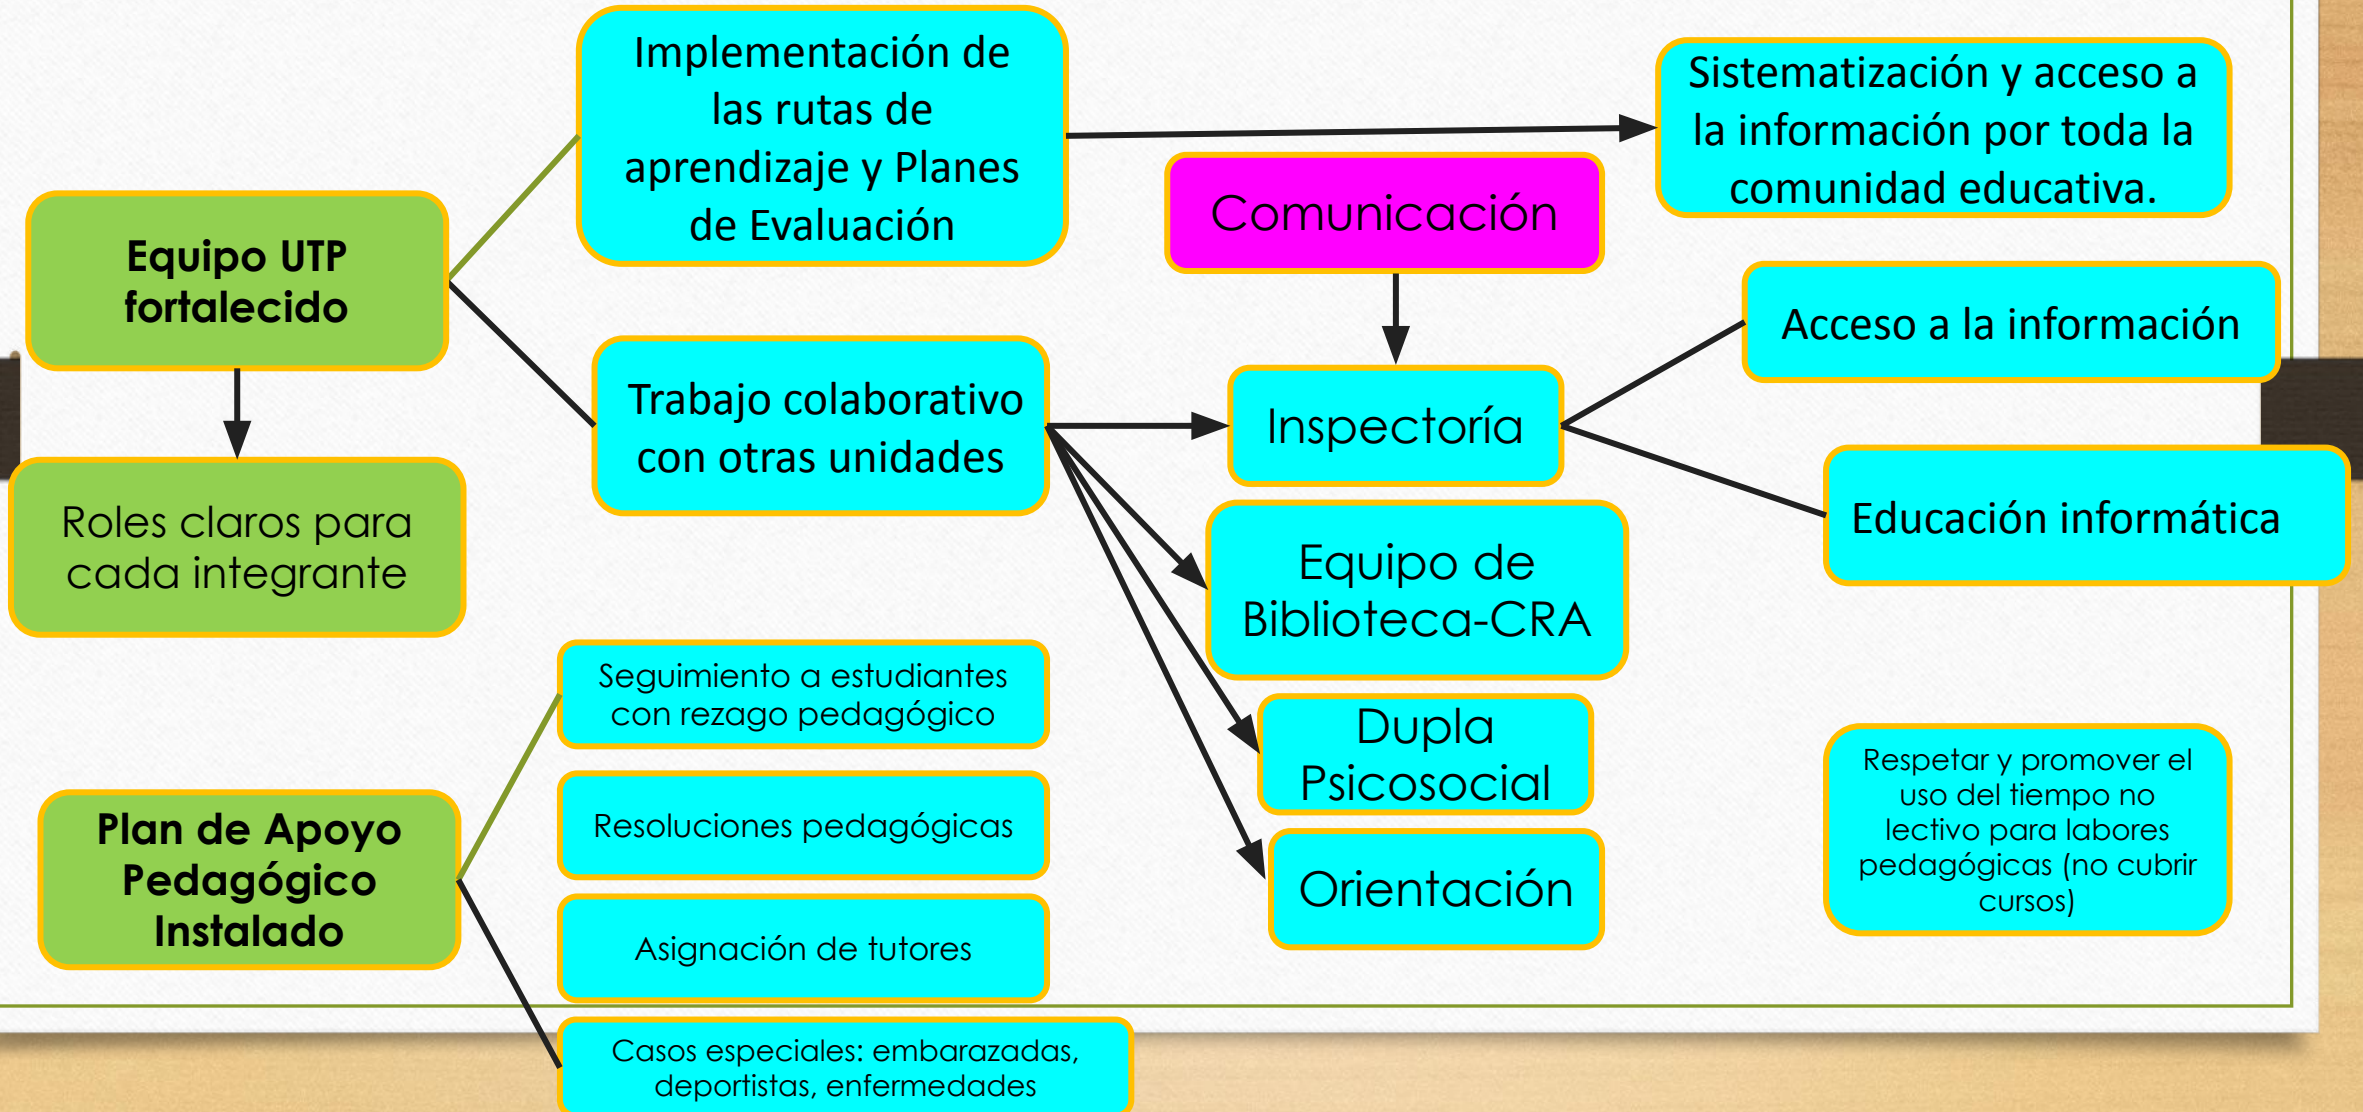 Implementación de
las rutas de
aprendizaje y Planes
de Evaluación
Sistematización y acceso a
la información por toda la
comunidad educativa.
Comunicación
Equipo UTP
fortalecido
Acceso a la información
Trabajo colaborativo
con otras unidades
Inspectoría
Educación informática
Roles claros para
cada integrante
Equipo de
Biblioteca-CRA
Seguimiento a estudiantes
con rezago pedagógico
Dupla
Psicosocial
Respetar y promover el
uso del tiempo no
lectivo para labores
pedagógicas (no cubrir
cursos)
Plan de Apoyo
Pedagógico
Instalado
Resoluciones pedagógicas
Orientación
Asignación de tutores
Casos especiales: embarazadas,
deportistas, enfermedades